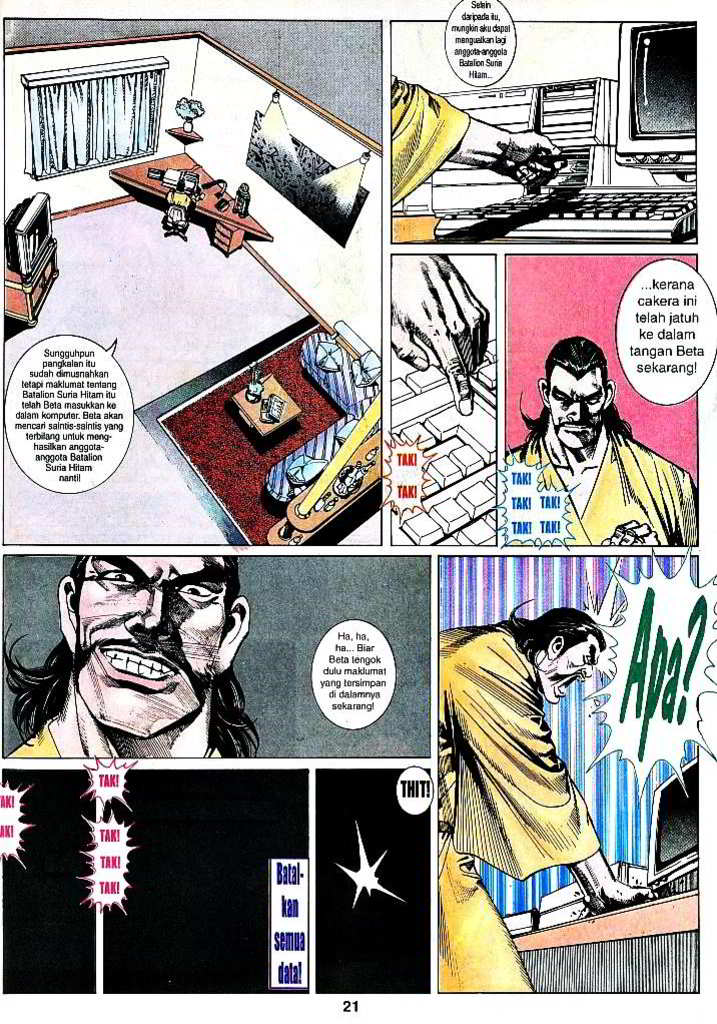 Sungguhpun
pangkalan itu
sudah dimusnahkan
tetapi maklumat tentang
Batalion Suria Hitam itu
telah Beta masukkan ke
dalam komputer. Beta akan
mencari saintis-saintis yang
terbilang untuk meng-
hasilkan anggota-
anggota Batalion
Suria Hitam
nanti!
Selain
daripada itu,
mungkin aku dapat
menguatkan lagi
anggota-anggota
Batalion Suria
Hitam...
TAK!
TAK!
...kerana
cakera ini
telah jatuh
ke dalam
tangan Beta
sekarang!
TAK!
TAK! TAK!
TAK! TAK!
Ha, ha,
ha... Biar
Beta tengok
dulu maklumat
yang tersimpan
di dalamnya
sekarang!
Apa?
TAK!
TAK!
TAK!
TAK!
TAK!
TAK!
Batal-
kan
semua
data!
THIT!
21